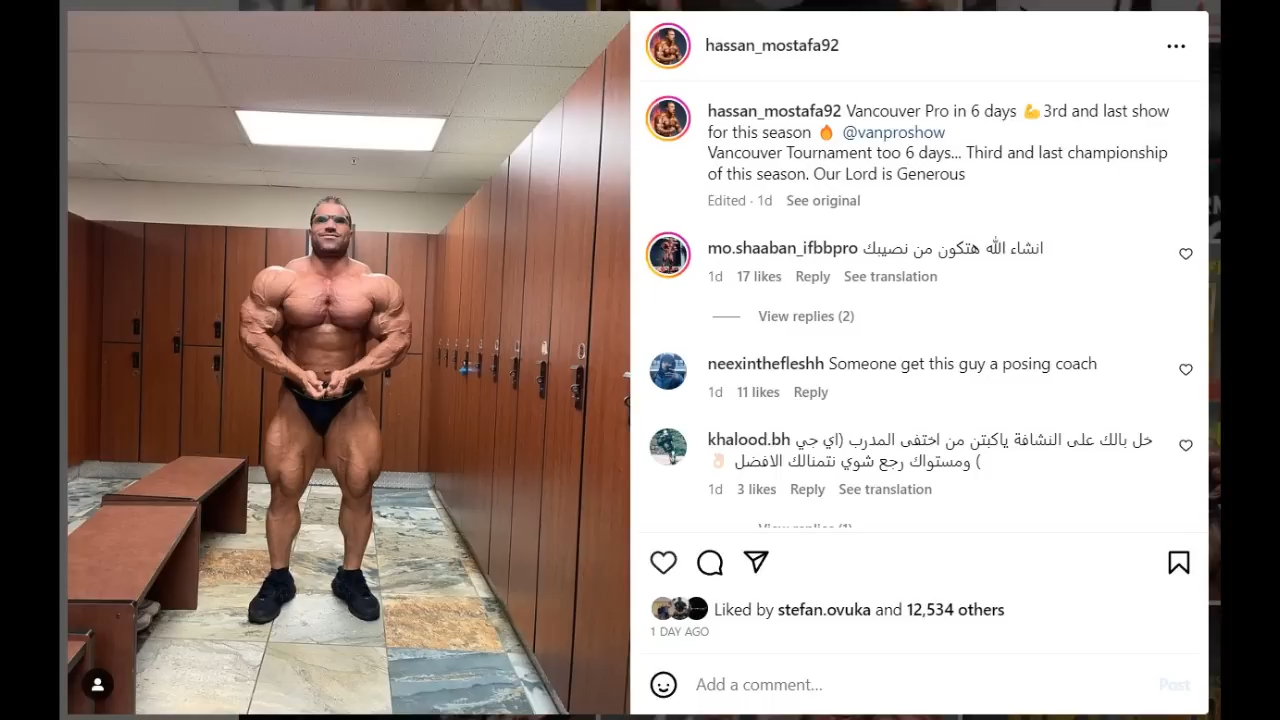 hassan_mostafa92
hassan_mostafa92 Vancouver Pro in 6 days 💪3rd and last show
for this season 🔥 @vanproshow
Vancouver Tournament too 6 days... Third and last championship
of this season. Our Lord is Generous
Edited · 1d See original
mo.shaaban_ifbbpro انشاء الله هتكون من نصيبك
1d 17 likes Reply See translation
View replies (2)
neexinthefleshh Someone get this guy a posing coach
1d 11 likes Reply
khalood.bh خل بالك على النشافة ياكبتن من اختفى المدرب (اي جي
) ومستواك رجع شوي نتمنالك الافضل 👌🏻
1d 3 likes Reply See translation
View replies (1)
Liked by stefan.ovuka and 12,534 others
1 DAY AGO
Add a comment...
Post